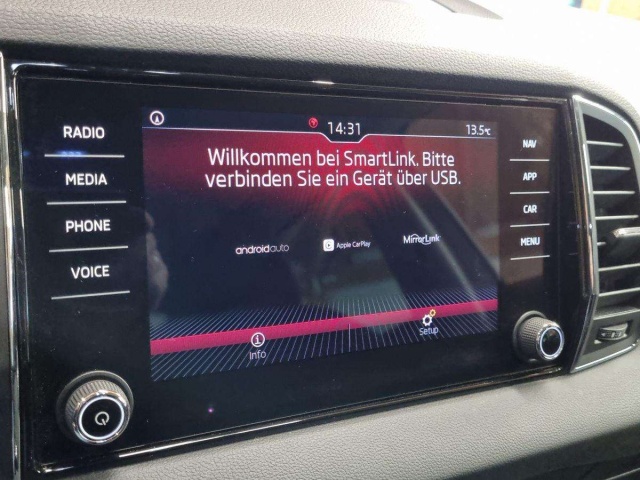 14:31
13.5°C
RADIO
MEDIA
PHONE
VOICE
Willkommen bei SmartLink. Bitte
verbinden Sie ein Gerät über USB.
androidauto
Apple CarPlay
MirrorLink
Info
Setup
NAV
APP
CAR
MENU